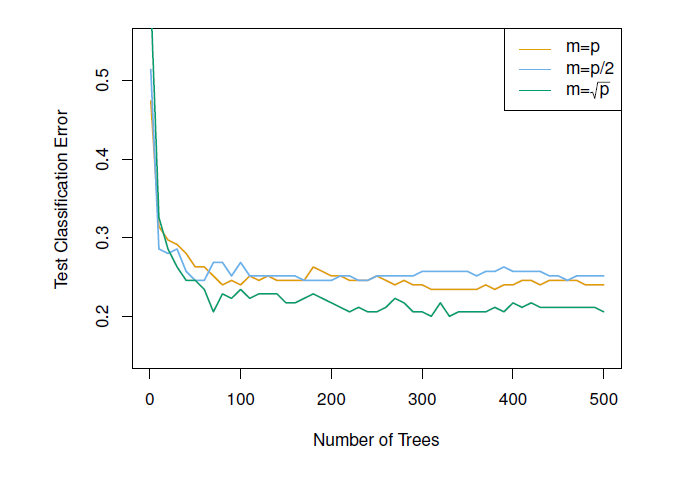 m=p
m=p/2
m=√p
Test Classification Error
0.5
0.4
0.3
0.2
0 100 200 300 400 500
Number of Trees